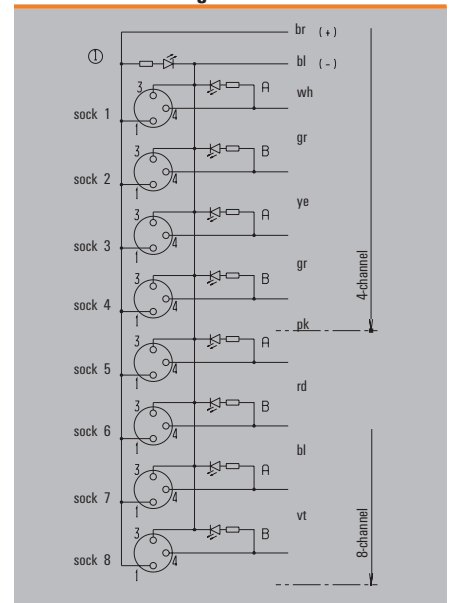 br (+)
① bl (-)
3 A wh
sock 1 4
1 gr
3 B
sock 2 4
1 ye
3 A
sock 3 4
1 gr
3 B
sock 4 4
4-channel
1 pk
3 A
sock 5 4
1 rd
3 B
sock 6 4
1 bl
3 A
sock 7 4
1 vt
3 B
sock 8 4
8-channel
1